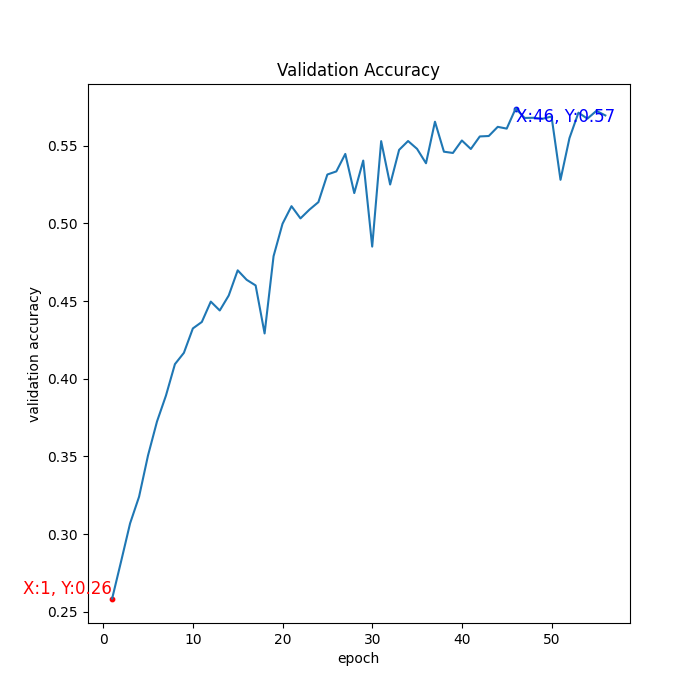 Validation Accuracy
X:46, Y:0.57
0.55
0.50
0.45
validation accuracy
0.40
0.35
0.30
X:1, Y:0.26
0.25
0 10 20 30 40 50
epoch